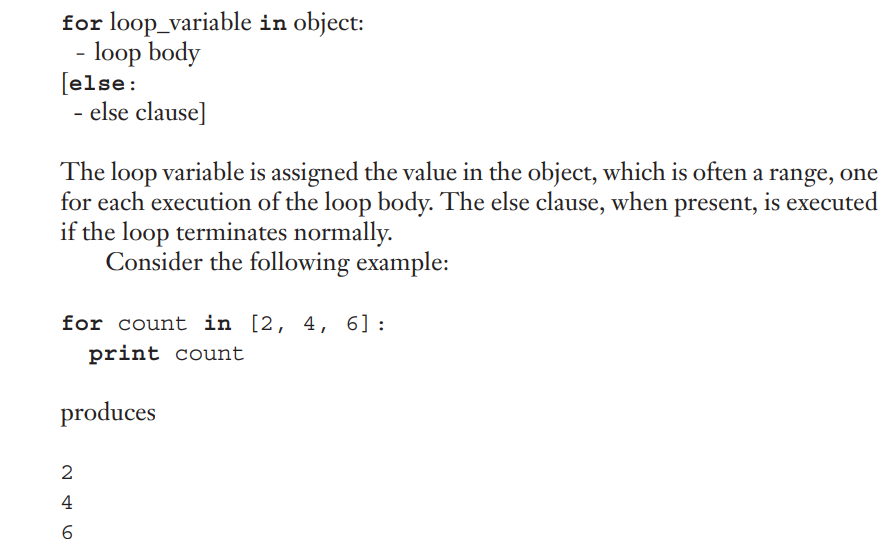 for loop_variable in object:
- loop body
[else:
- else clause]
The loop variable is assigned the value in the object, which is often a range, one
for each execution of the loop body. The else clause, when present, is executed
if the loop terminates normally.
Consider the following example:
for count in [2, 4, 6]:
print count
produces
2
4
6